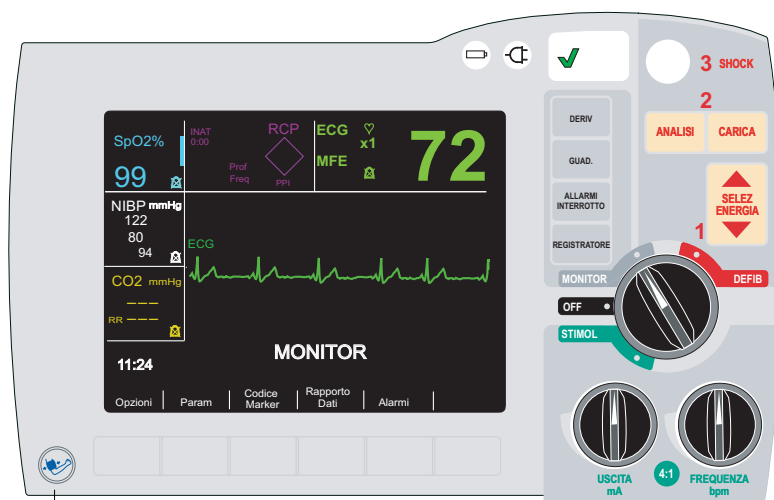 SpO2%
99
INAT
0:00
RCP
Prof
Freq
PPI
ECG
x1
MFE
72
NIBP mmHg
122
80
94
ECG
CO2 mmHg
---
RR ---
11:24
MONITOR
Opzioni
Param
Codice
Marker
Rapporto
Dati
Alarmi
3 SHOCK
2
ANALISI
CARICA
SELEZ
ENERGIA
1
DERIV
GUAD.
ALLARMI
INTERROTTO
REGISTRATORE
MONITOR
DEFIB
OFF
STIMOL
USCITA
mA
4:1
FREQUENZA
bpm